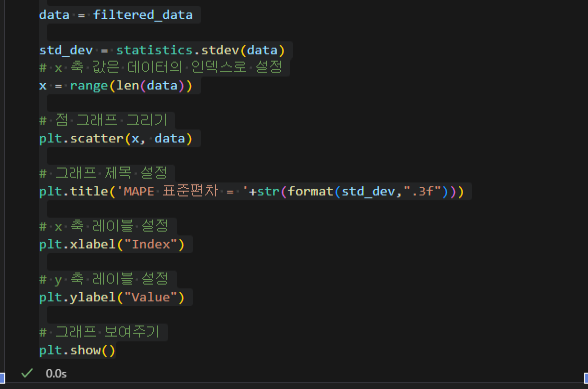 data = filtered_data
std_dev = statistics.stdev(data)
# x 축 값은 데이터의 인덱스로 설정
x = range(len(data))
# 점 그래프 그리기
plt.scatter(x, data)
# 그래프 제목 설정
plt.title('MAPE 표준편차 = '+str(format(std_dev,".3f")))
# x 축 레이블 설정
plt.xlabel("Index")
# y 축 레이블 설정
plt.ylabel("Value")
# 그래프 보여주기
plt.show()
0.0s